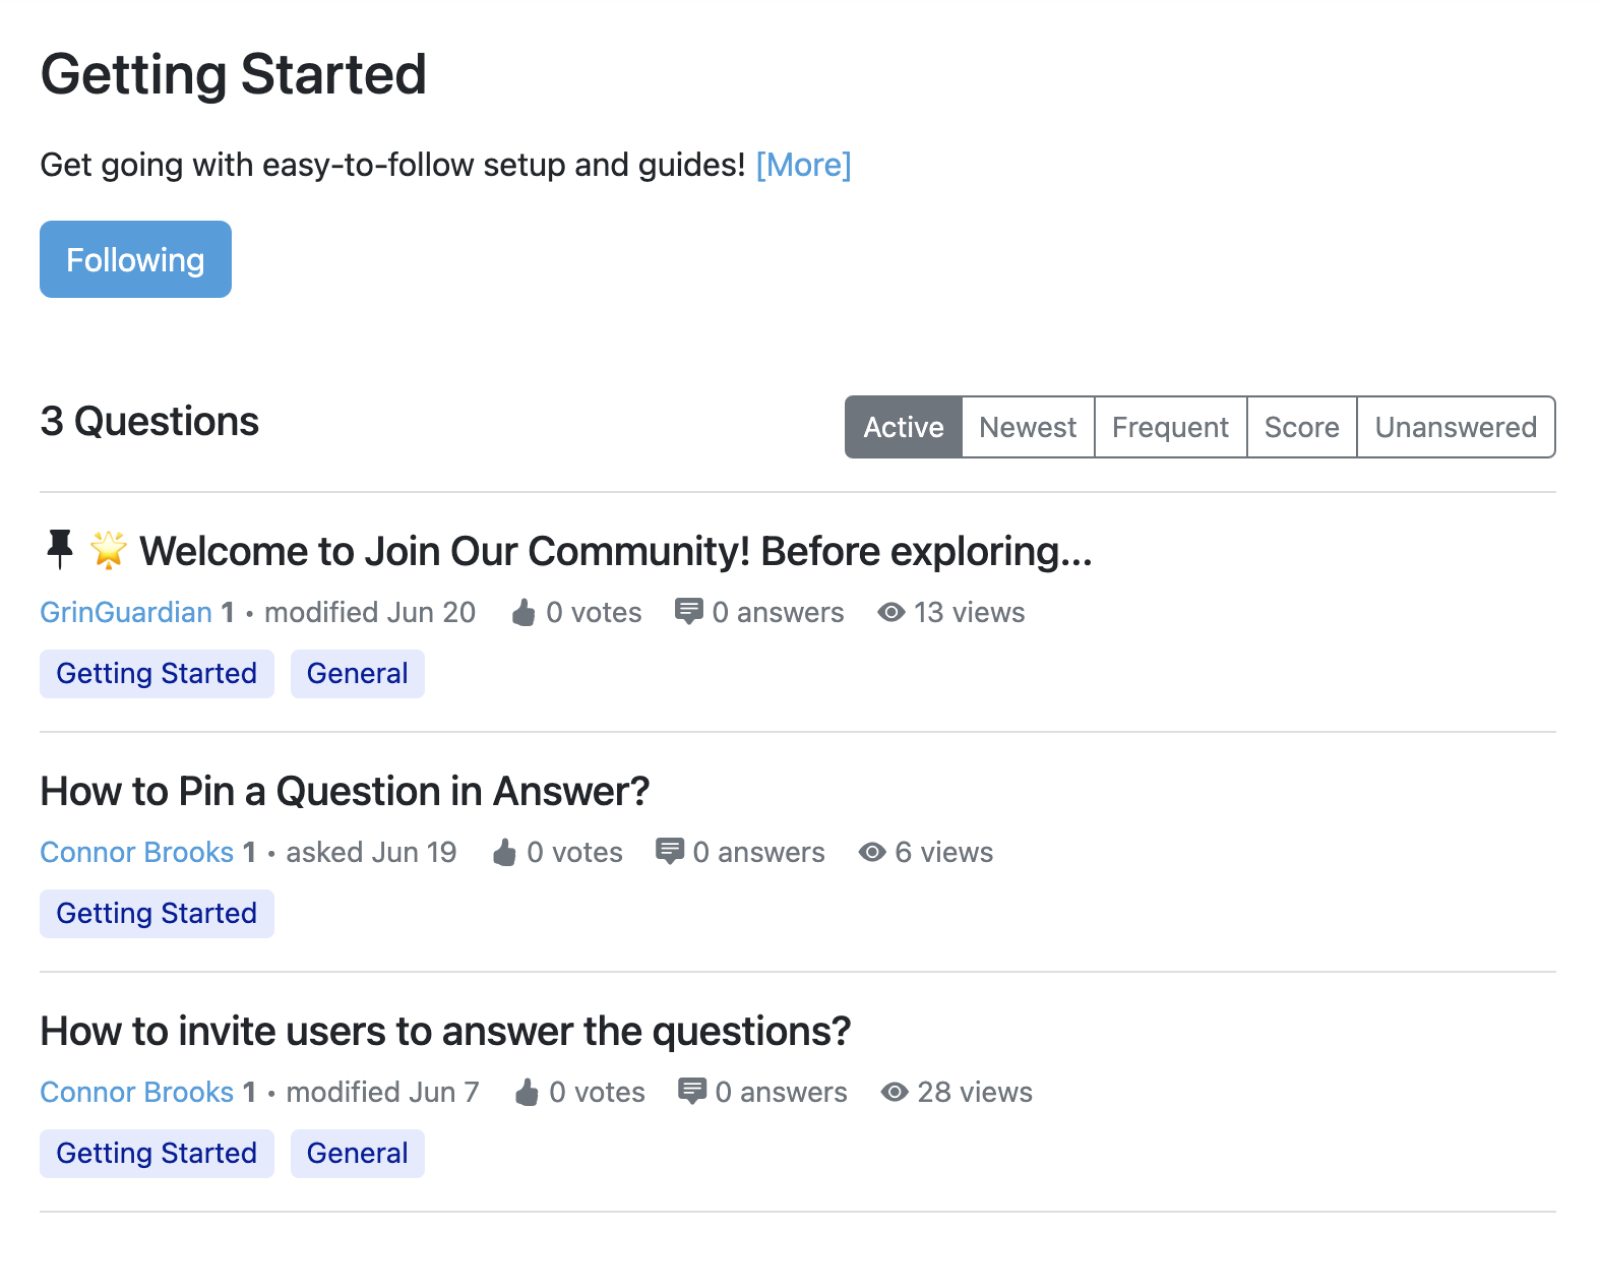 Getting Started
Get going with easy-to-follow setup and guides! [More]
Following
3 Questions
Active Newest Frequent Score Unanswered
Welcome to Join Our Community! Before exploring...
GrinGuardian 1 • modified Jun 20 0 votes 0 answers 13 views
Getting Started General
How to Pin a Question in Answer?
Connor Brooks 1 • asked Jun 19 0 votes 0 answers 6 views
Getting Started
How to invite users to answer the questions?
Connor Brooks 1 • modified Jun 7 0 votes 0 answers 28 views
Getting Started General